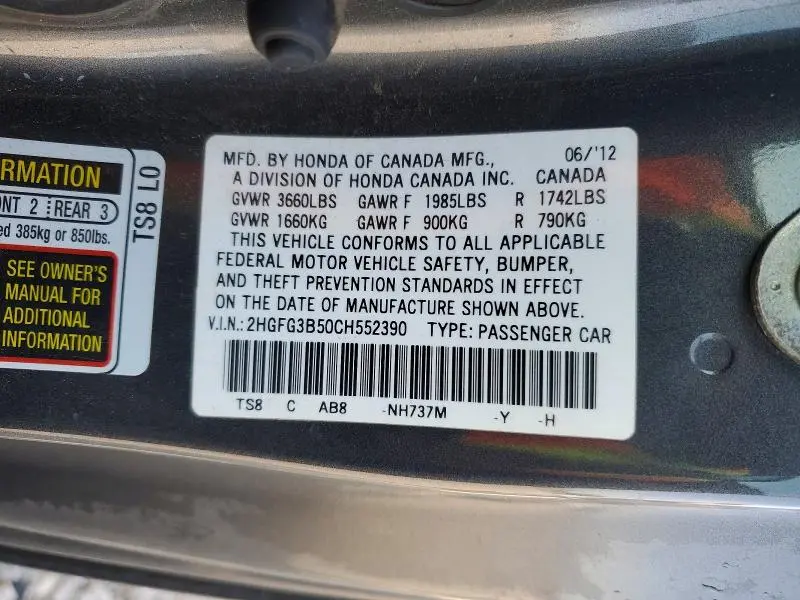 RMATION
NT 2 REAR 3
ed 385kg or 850lbs.
SEE OWNER'S
MANUAL FOR
ADDITIONAL
INFORMATION
TS8 L0
MFD. BY HONDA OF CANADA MFG., 06/'12
A DIVISION OF HONDA CANADA INC. CANADA
GVWR 3660LBS GAWR F 1985LBS R 1742LBS
GVWR 1660KG GAWR F 900KG R 790KG
THIS VEHICLE CONFORMS TO ALL APPLICABLE
FEDERAL MOTOR VEHICLE SAFETY, BUMPER,
AND THEFT PREVENTION STANDARDS IN EFFECT
ON THE DATE OF MANUFACTURE SHOWN ABOVE.
V.I.N.: 2HGFG3B50CH552390 TYPE: PASSENGER CAR
TS8 C AB8 -NH737M -Y -H